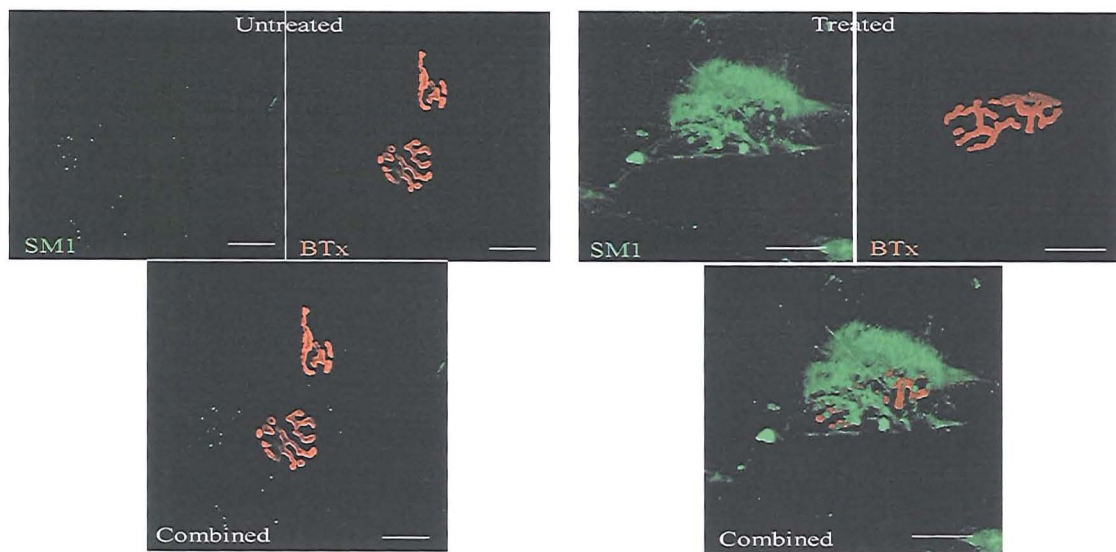 Untreated
SM1
BTx
Combined
Treated
SM1
BTx
Combined